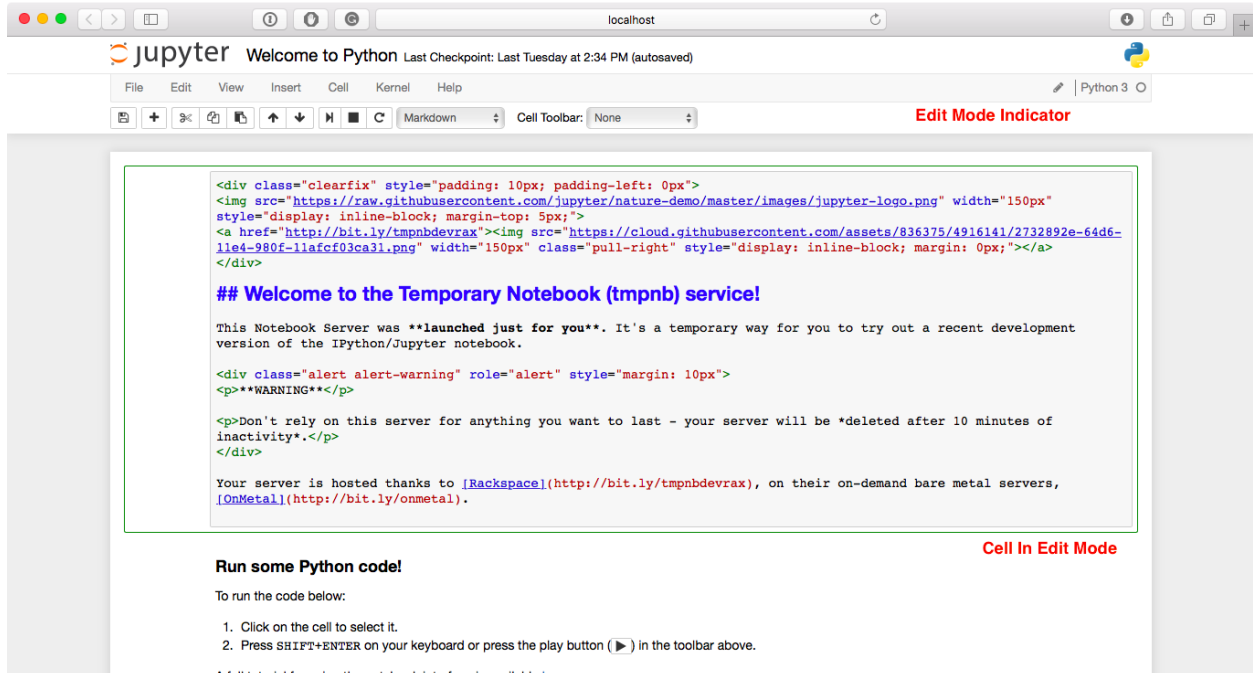 localhost
jupyter Welcome to Python Last Checkpoint: Last Tuesday at 2:34 PM (autosaved)
File Edit View Insert Cell Kernel Help Python 3
Markdown Cell Toolbar: None
Edit Mode Indicator
<div class="clearfix" style="padding: 10px; padding-left: 0px">
<img src="https://raw.githubusercontent.com/jupyter/nature-demo/master/images/jupyter-logo.png" width="150px"
style="display: inline-block; margin-top: 5px;">
<a href="http://bit.ly/tmpnbdevrax"><img src="https://cloud.githubusercontent.com/assets/836375/4916141/2732892e-64d6-
11e4-980f-11afcf03ca31.png" width="150px" class="pull-right" style="display: inline-block; margin: 0px;"></a>
</div>
## Welcome to the Temporary Notebook (tmpnb) service!
This Notebook Server was **launched just for you**. It's a temporary way for you to try out a recent development
version of the IPython/Jupyter notebook.
<div class="alert alert-warning" role="alert" style="margin: 10px">
<p>**WARNING**</p>
<p>Don't rely on this server for anything you want to last - your server will be *deleted after 10 minutes of
inactivity*.</p>
</div>
Your server is hosted thanks to [Rackspace](http://bit.ly/tmpnbdevrax), on their on-demand bare metal servers,
[OnMetal](http://bit.ly/onmetal).
Cell In Edit Mode
Run some Python code!
To run the code below:
1. Click on the cell to select it.
2. Press SHIFT+ENTER on your keyboard or press the play button (▶) in the toolbar above.